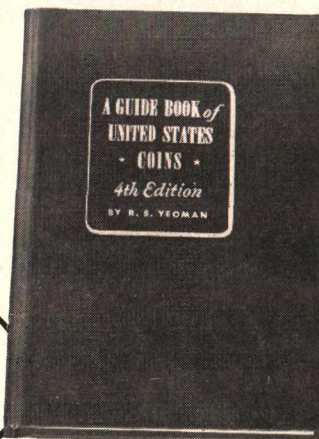 A GUIDE BOOK of
UNITED STATES
★ COINS ★
4th Edition
BY R. S. YEOMAN